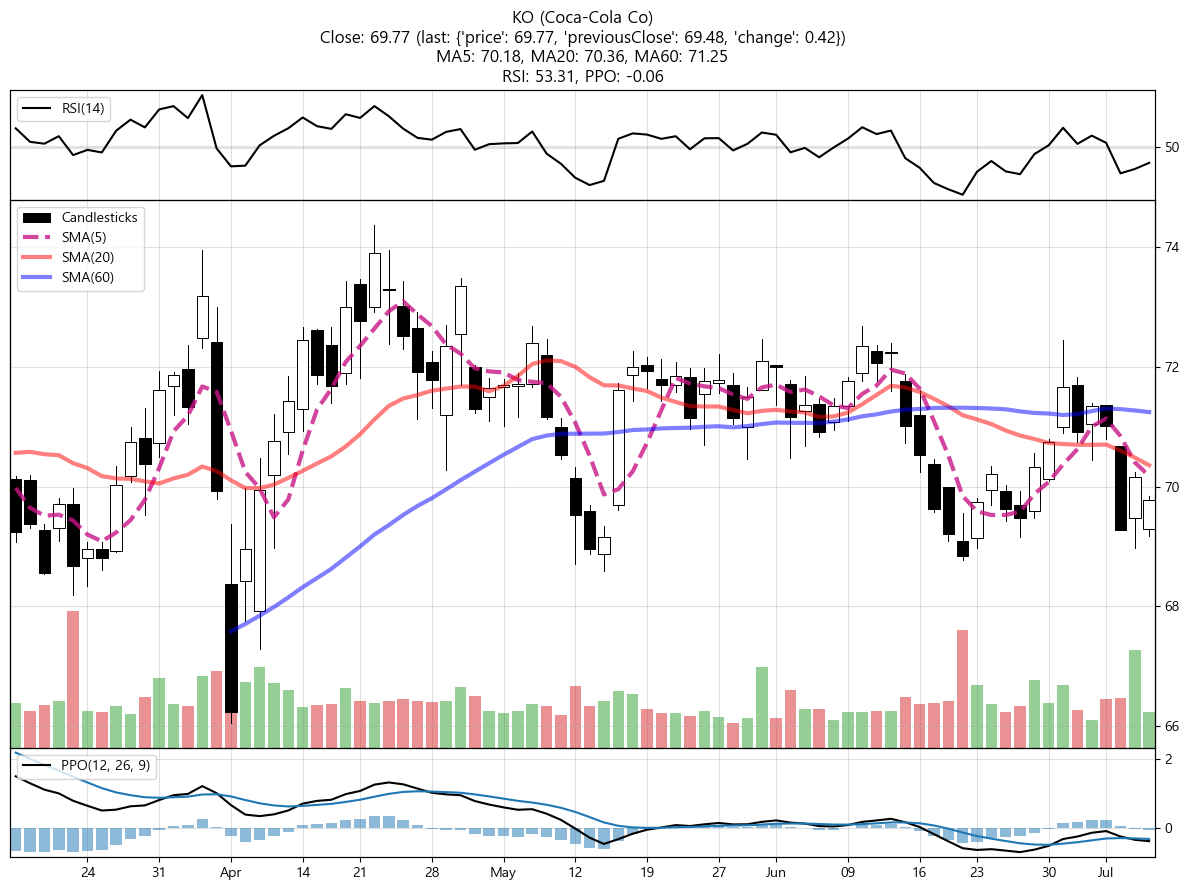 KO (Coca-Cola Co)
Close: 69.77 (last: {'price': 69.77, 'previousClose': 69.48, 'change': 0.42})
MA5: 70.18, MA20: 70.36, MA60: 71.25
RSI: 53.31, PPO: -0.06
RSI(14)
50
Candlesticks
SMA(5)
SMA(20)
SMA(60)
74
72
70
68
66
PPO(12, 26, 9)
2
0
24 31 Apr 14 21 28 May 12 19 27 Jun 09 16 23 30 Jul